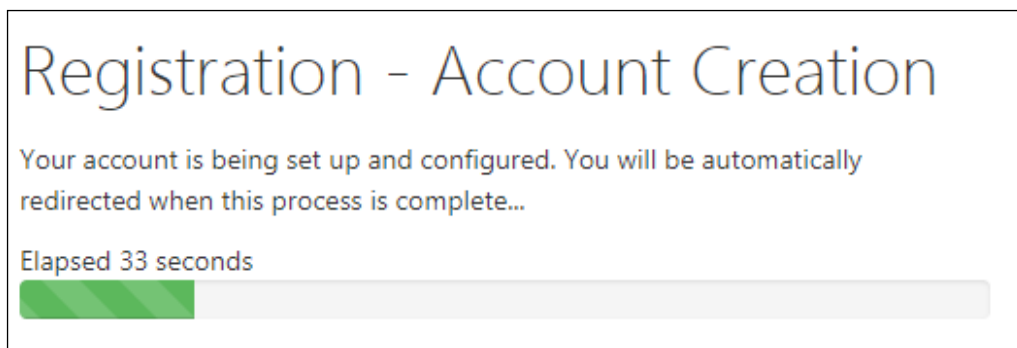 Registration - Account Creation
Your account is being set up and configured. You will be automatically
redirected when this process is complete...
Elapsed 33 seconds